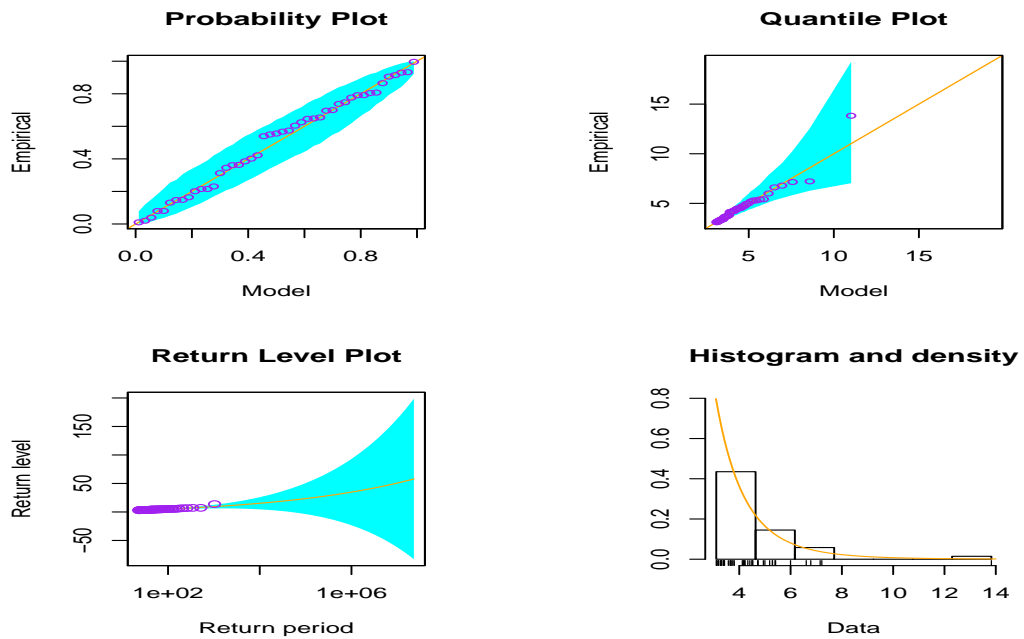 Probability Plot
Empirical
0.0 0.4 0.8
0.0 0.4 0.8
Model
Quantile Plot
Empirical
5 10 15
5 10 15
Model
Return Level Plot
Return level
−50 50 150
1e+02 1e+06
Return period
Histogram and density
0.0 0.2 0.4 0.6 0.8
4 6 8 10 12 14
Data